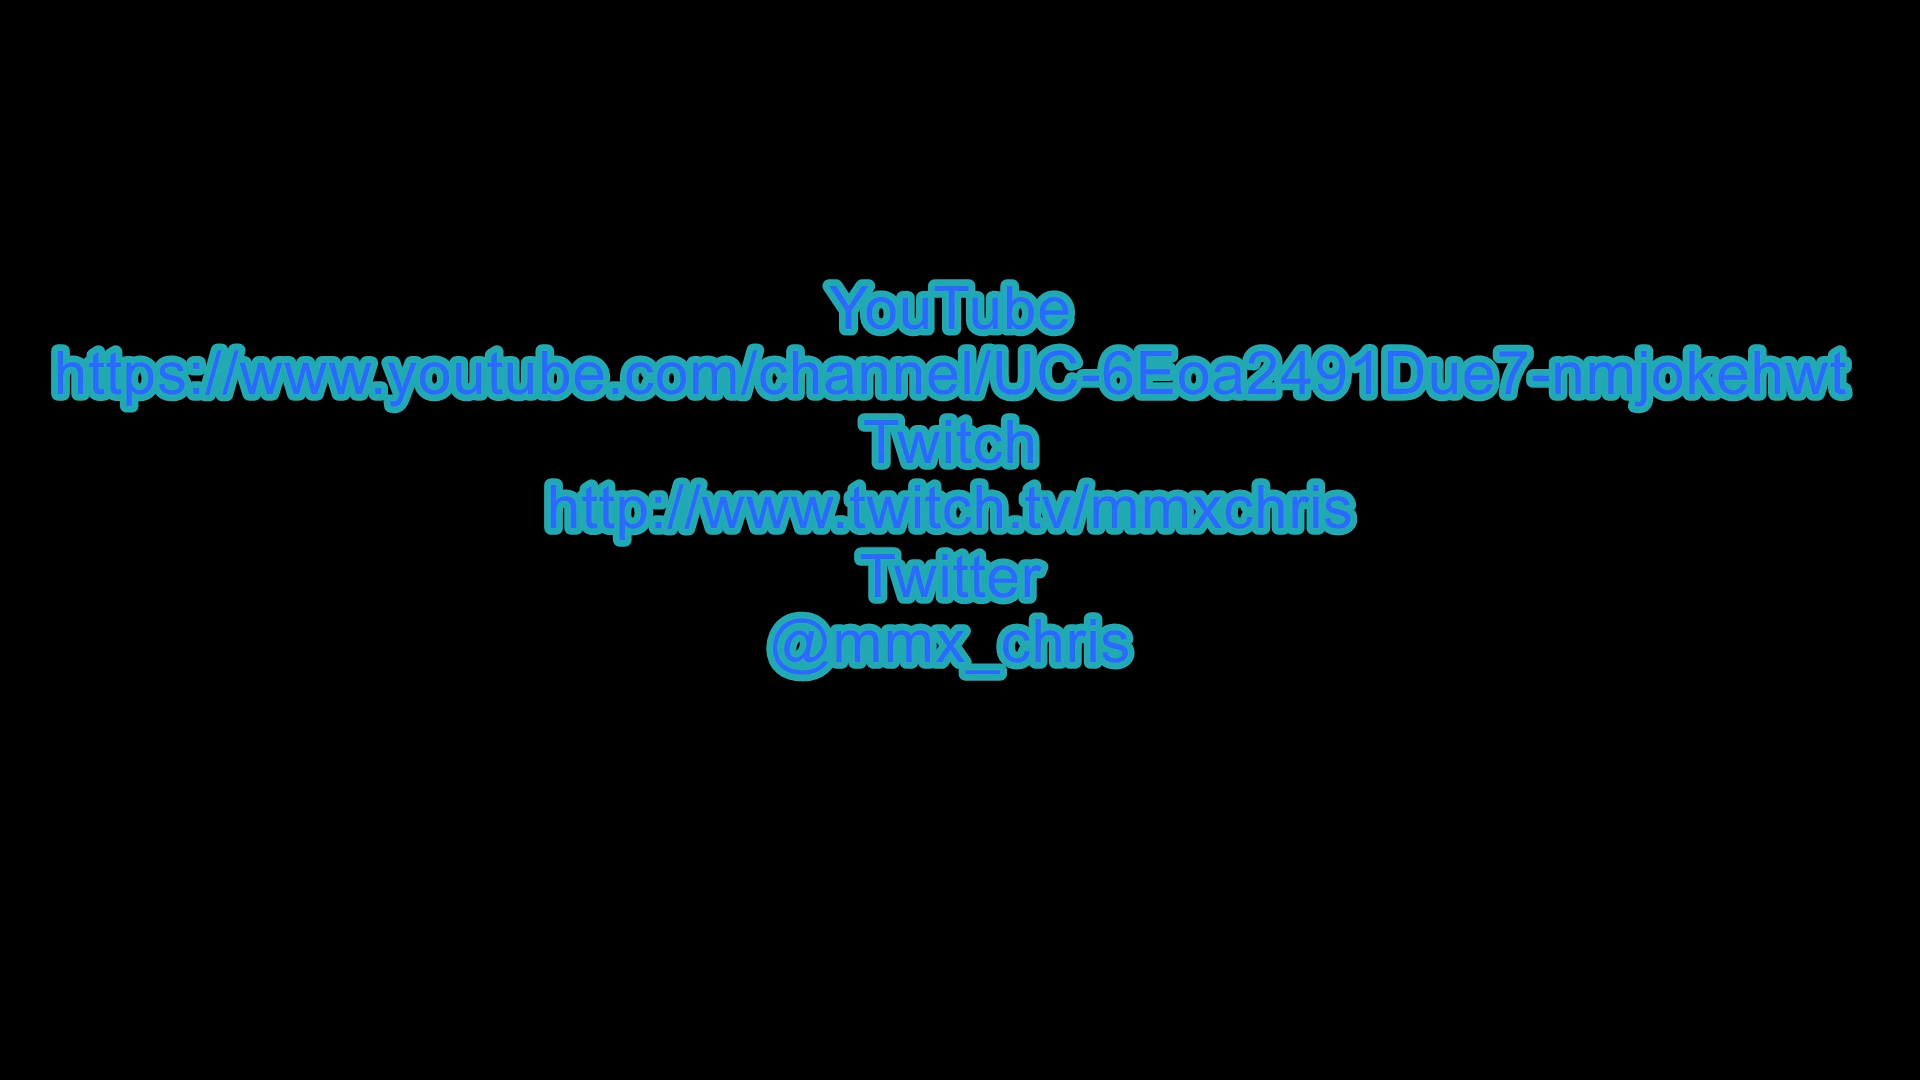 YouTube
https://www.youtube.com/channel/UC-6Eoa2491Due7-nmjokehwt
Twitch
http://www.twitch.tv/mmxchris
Twitter
@mmx_chris